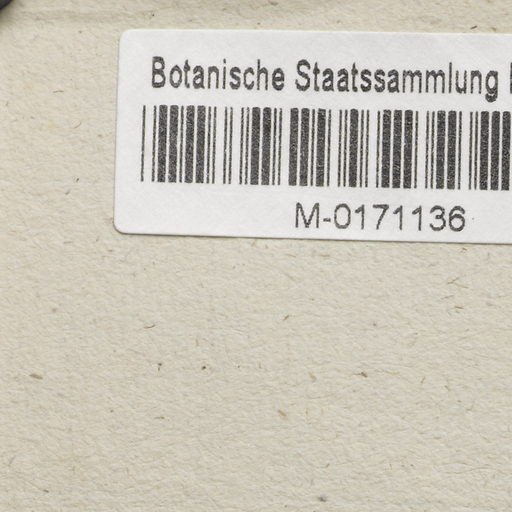 Botanische Staatssammlung
M-0171136